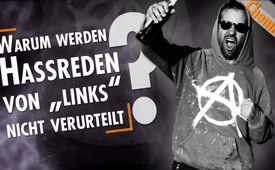 WARUM WERDEN
HASSREDEN
VON „LINKS“
NICHT VERURTEILT
?